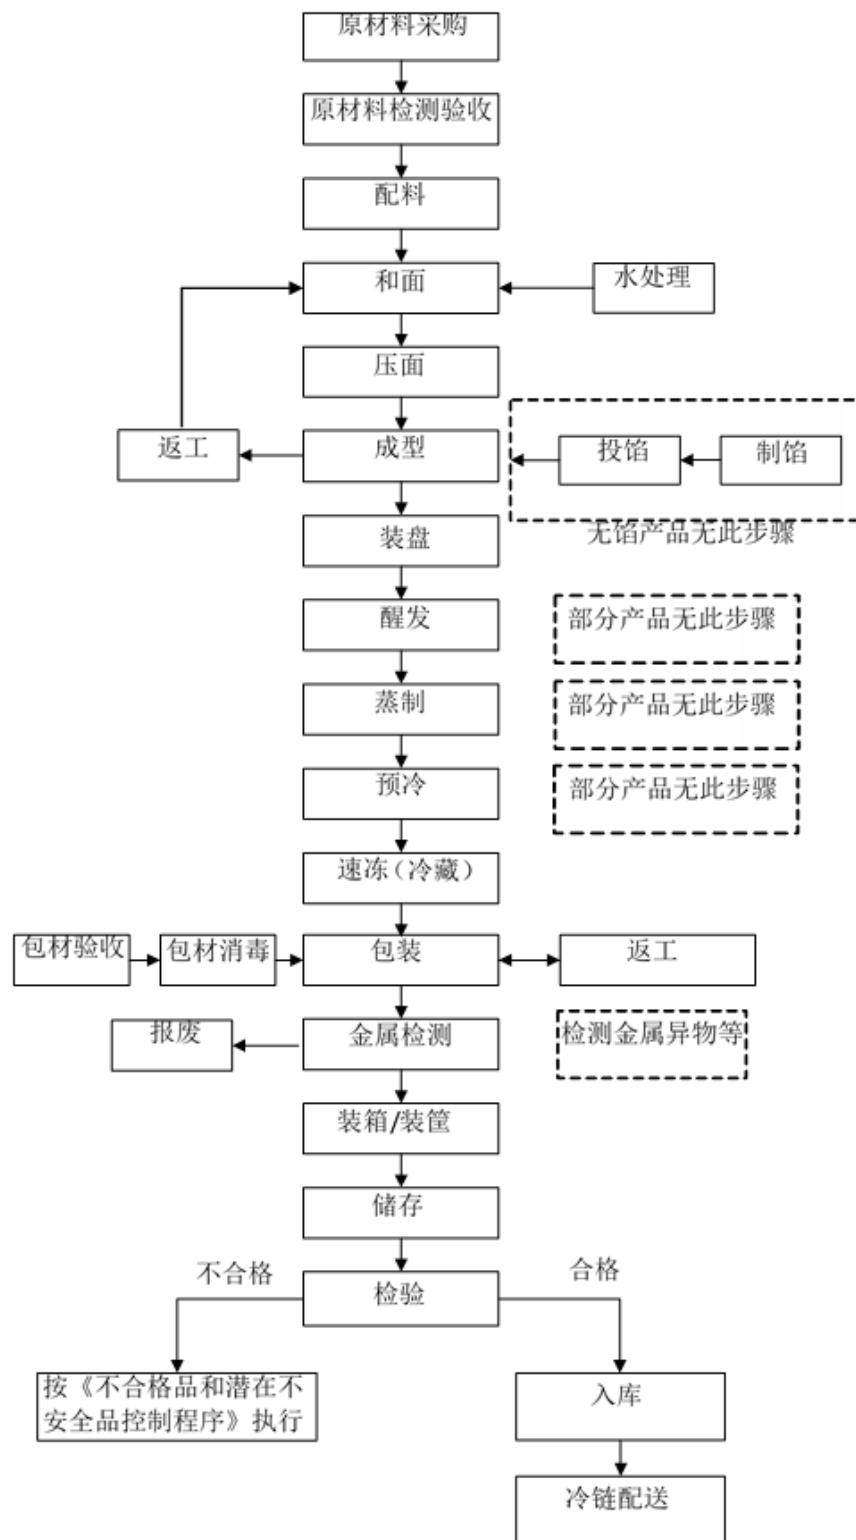 原材料采购
原材料检测验收
配料
和面
水处理
压面
返工
成型
投馅
制馅
无馅产品无此步骤
装盘
醒发
部分产品无此步骤
蒸制
部分产品无此步骤
预冷
部分产品无此步骤
速冻（冷藏）
包材验收
包材消毒
包装
返工
报废
金属检测
检测金属异物等
装箱/装筐
储存
不合格
合格
检验
按《不合格品和潜在不
安全品控制程序》执行
入库
冷链配送